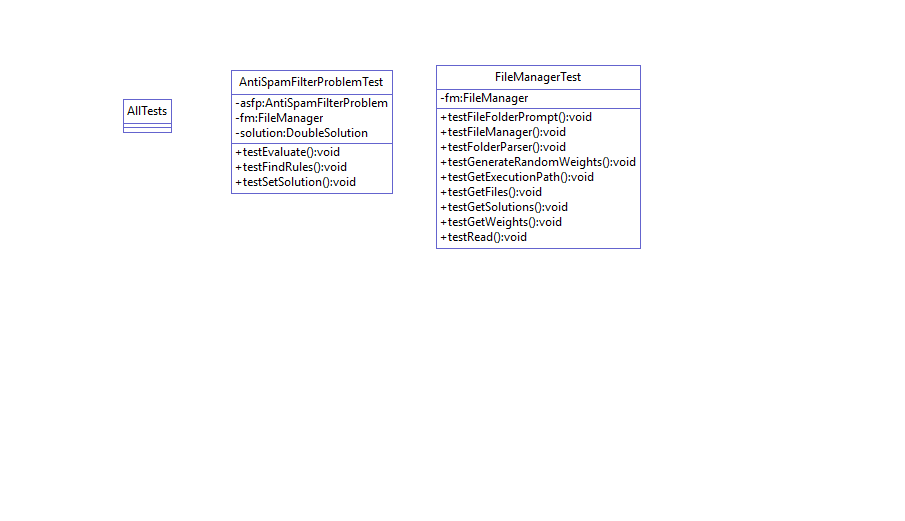 AllTests
AntiSpamFilterProblemTest
-asfp:AntiSpamFilterProblem
-fm:FileManager
-solution:DoubleSolution
+testEvaluate():void
+testFindRules():void
+testSetSolution():void
FileManagerTest
-fm:FileManager
+testFileFolderPrompt():void
+testFileManager():void
+testFolderParser():void
+testGenerateRandomWeights():void
+testGetExecutionPath():void
+testGetFiles():void
+testGetSolutions():void
+testGetWeights():void
+testRead():void